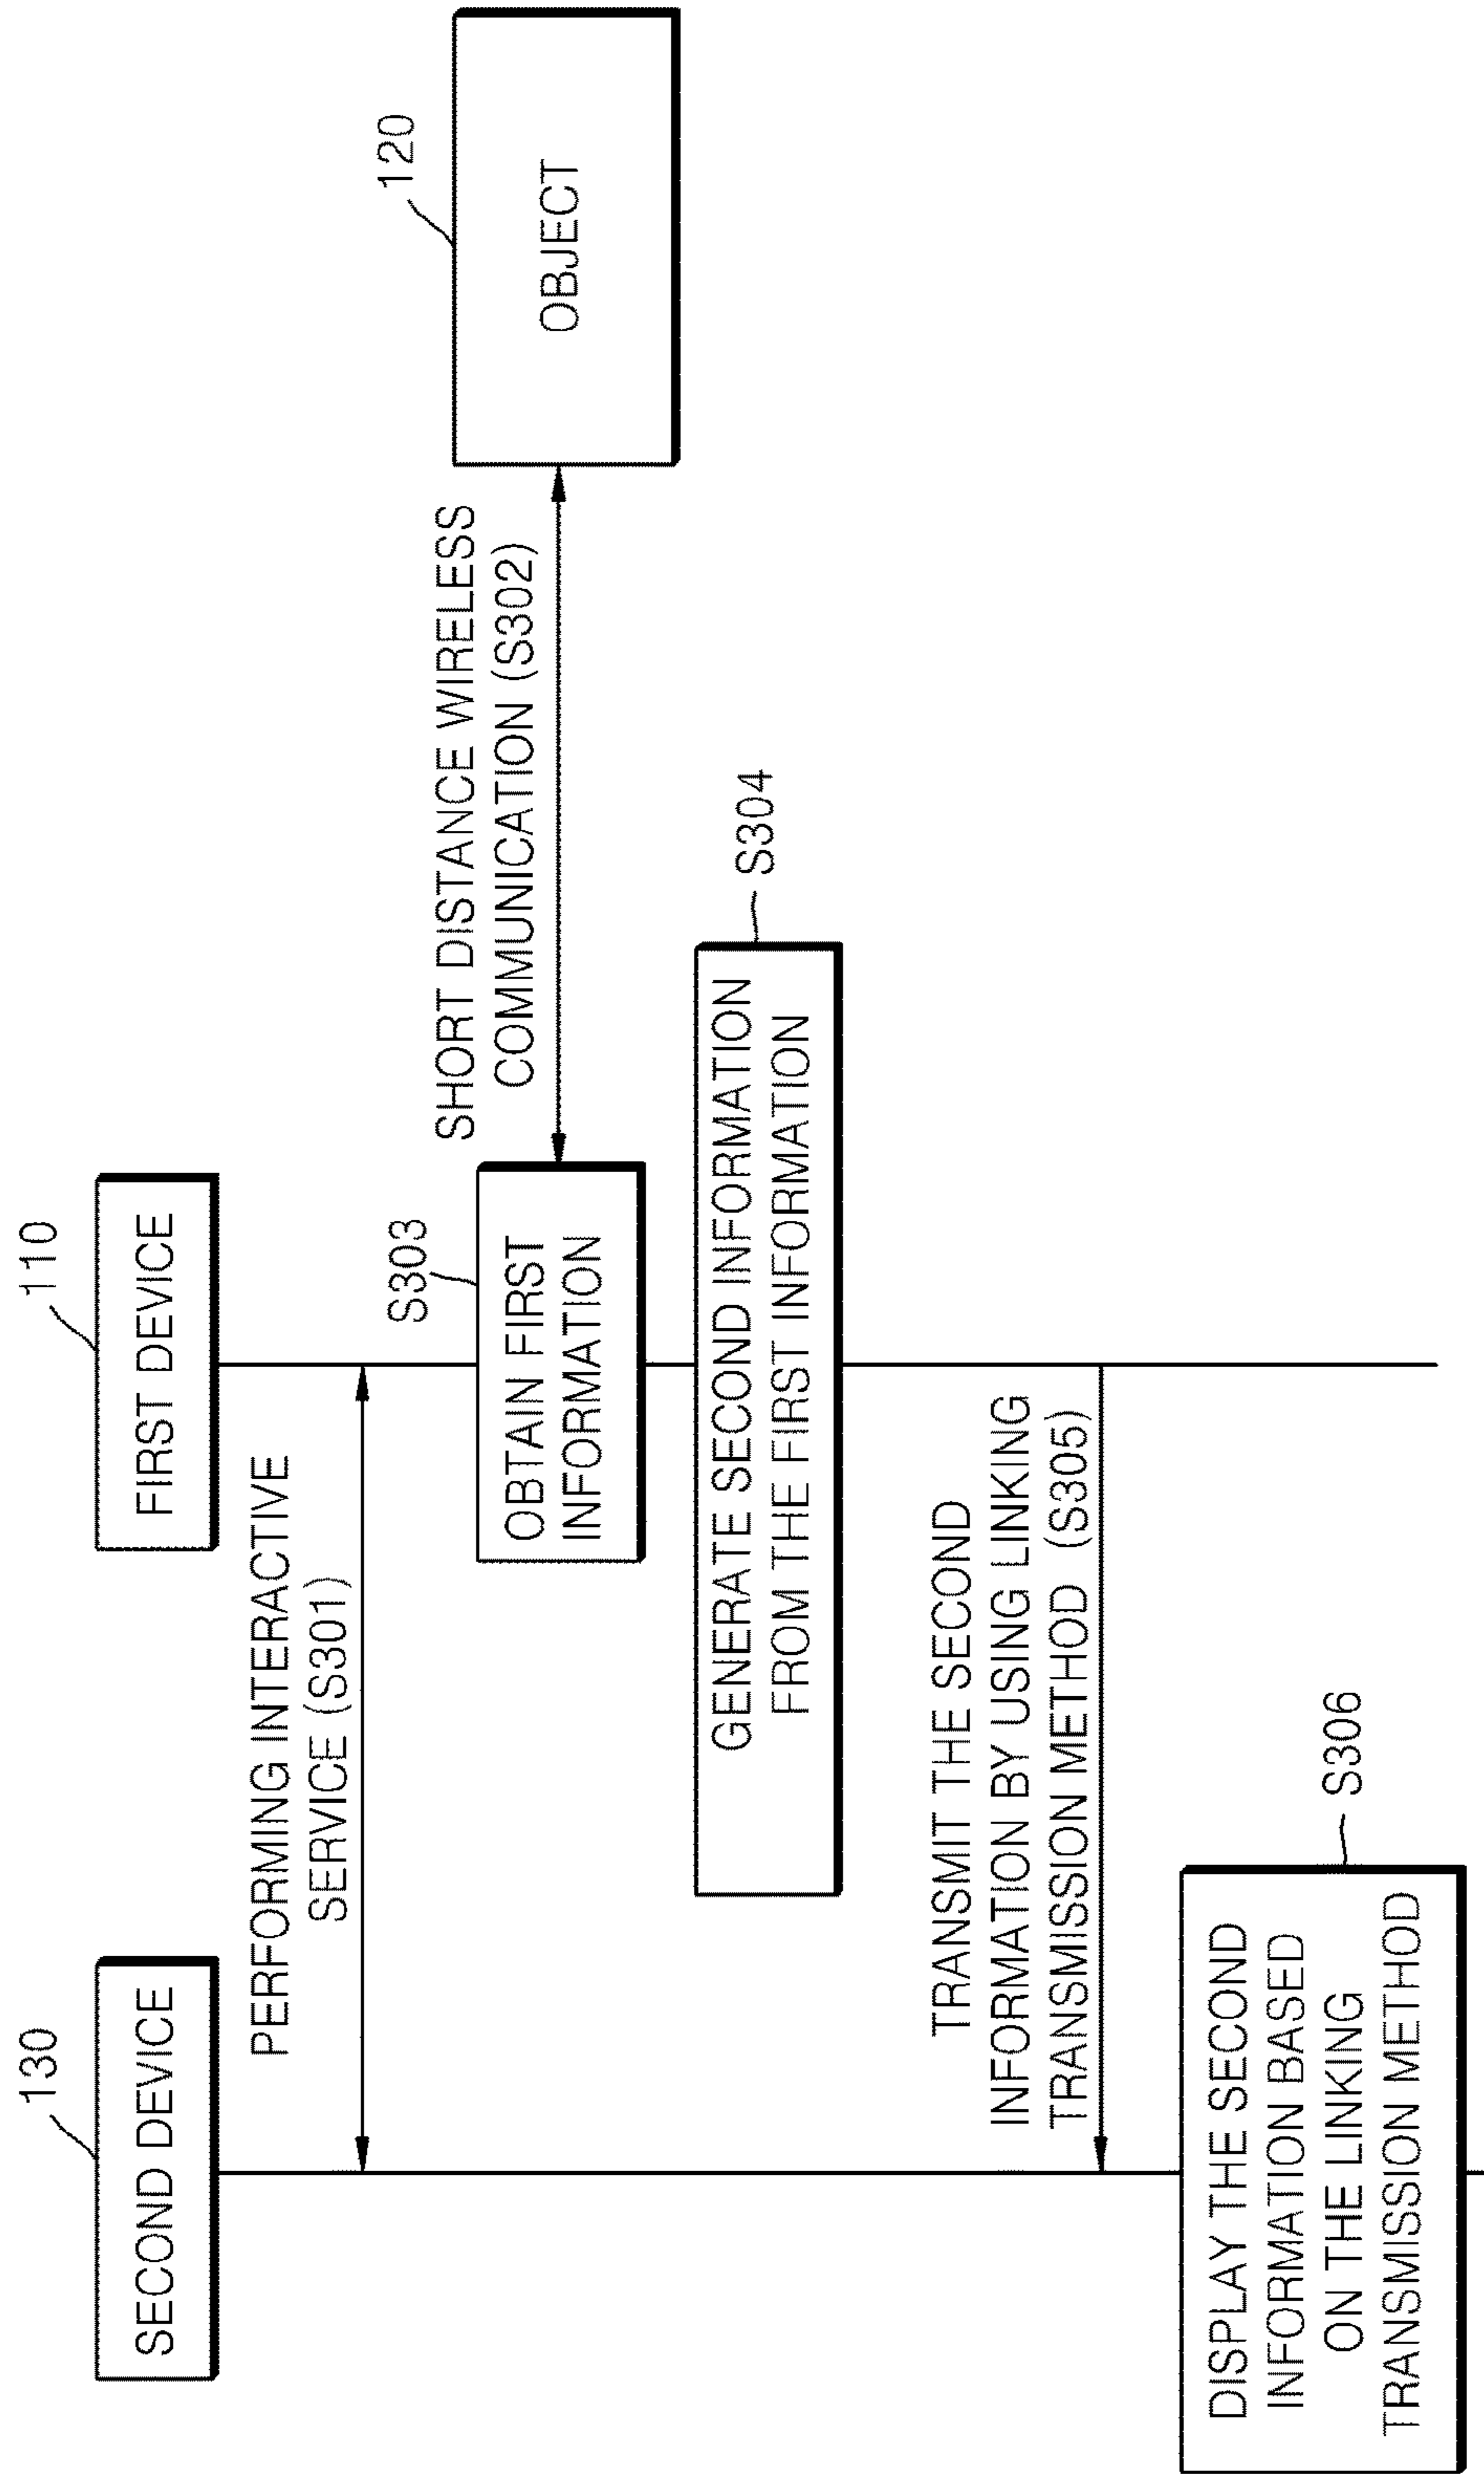 130
SECOND DEVICE
110
FIRST DEVICE
PERFORMING INTERACTIVE
SERVICE (S301)
120
OBJECT
SHORT DISTANCE WIRELESS
COMMUNICATION (S302)
S303
OBTAIN FIRST
INFORMATION
S304
GENERATE SECOND INFORMATION
FROM THE FIRST INFORMATION
TRANSMIT THE SECOND
INFORMATION BY USING LINKING
TRANSMISSION METHOD (S305)
S306
DISPLAY THE SECOND
INFORMATION BASED
ON THE LINKING
TRANSMISSION METHOD